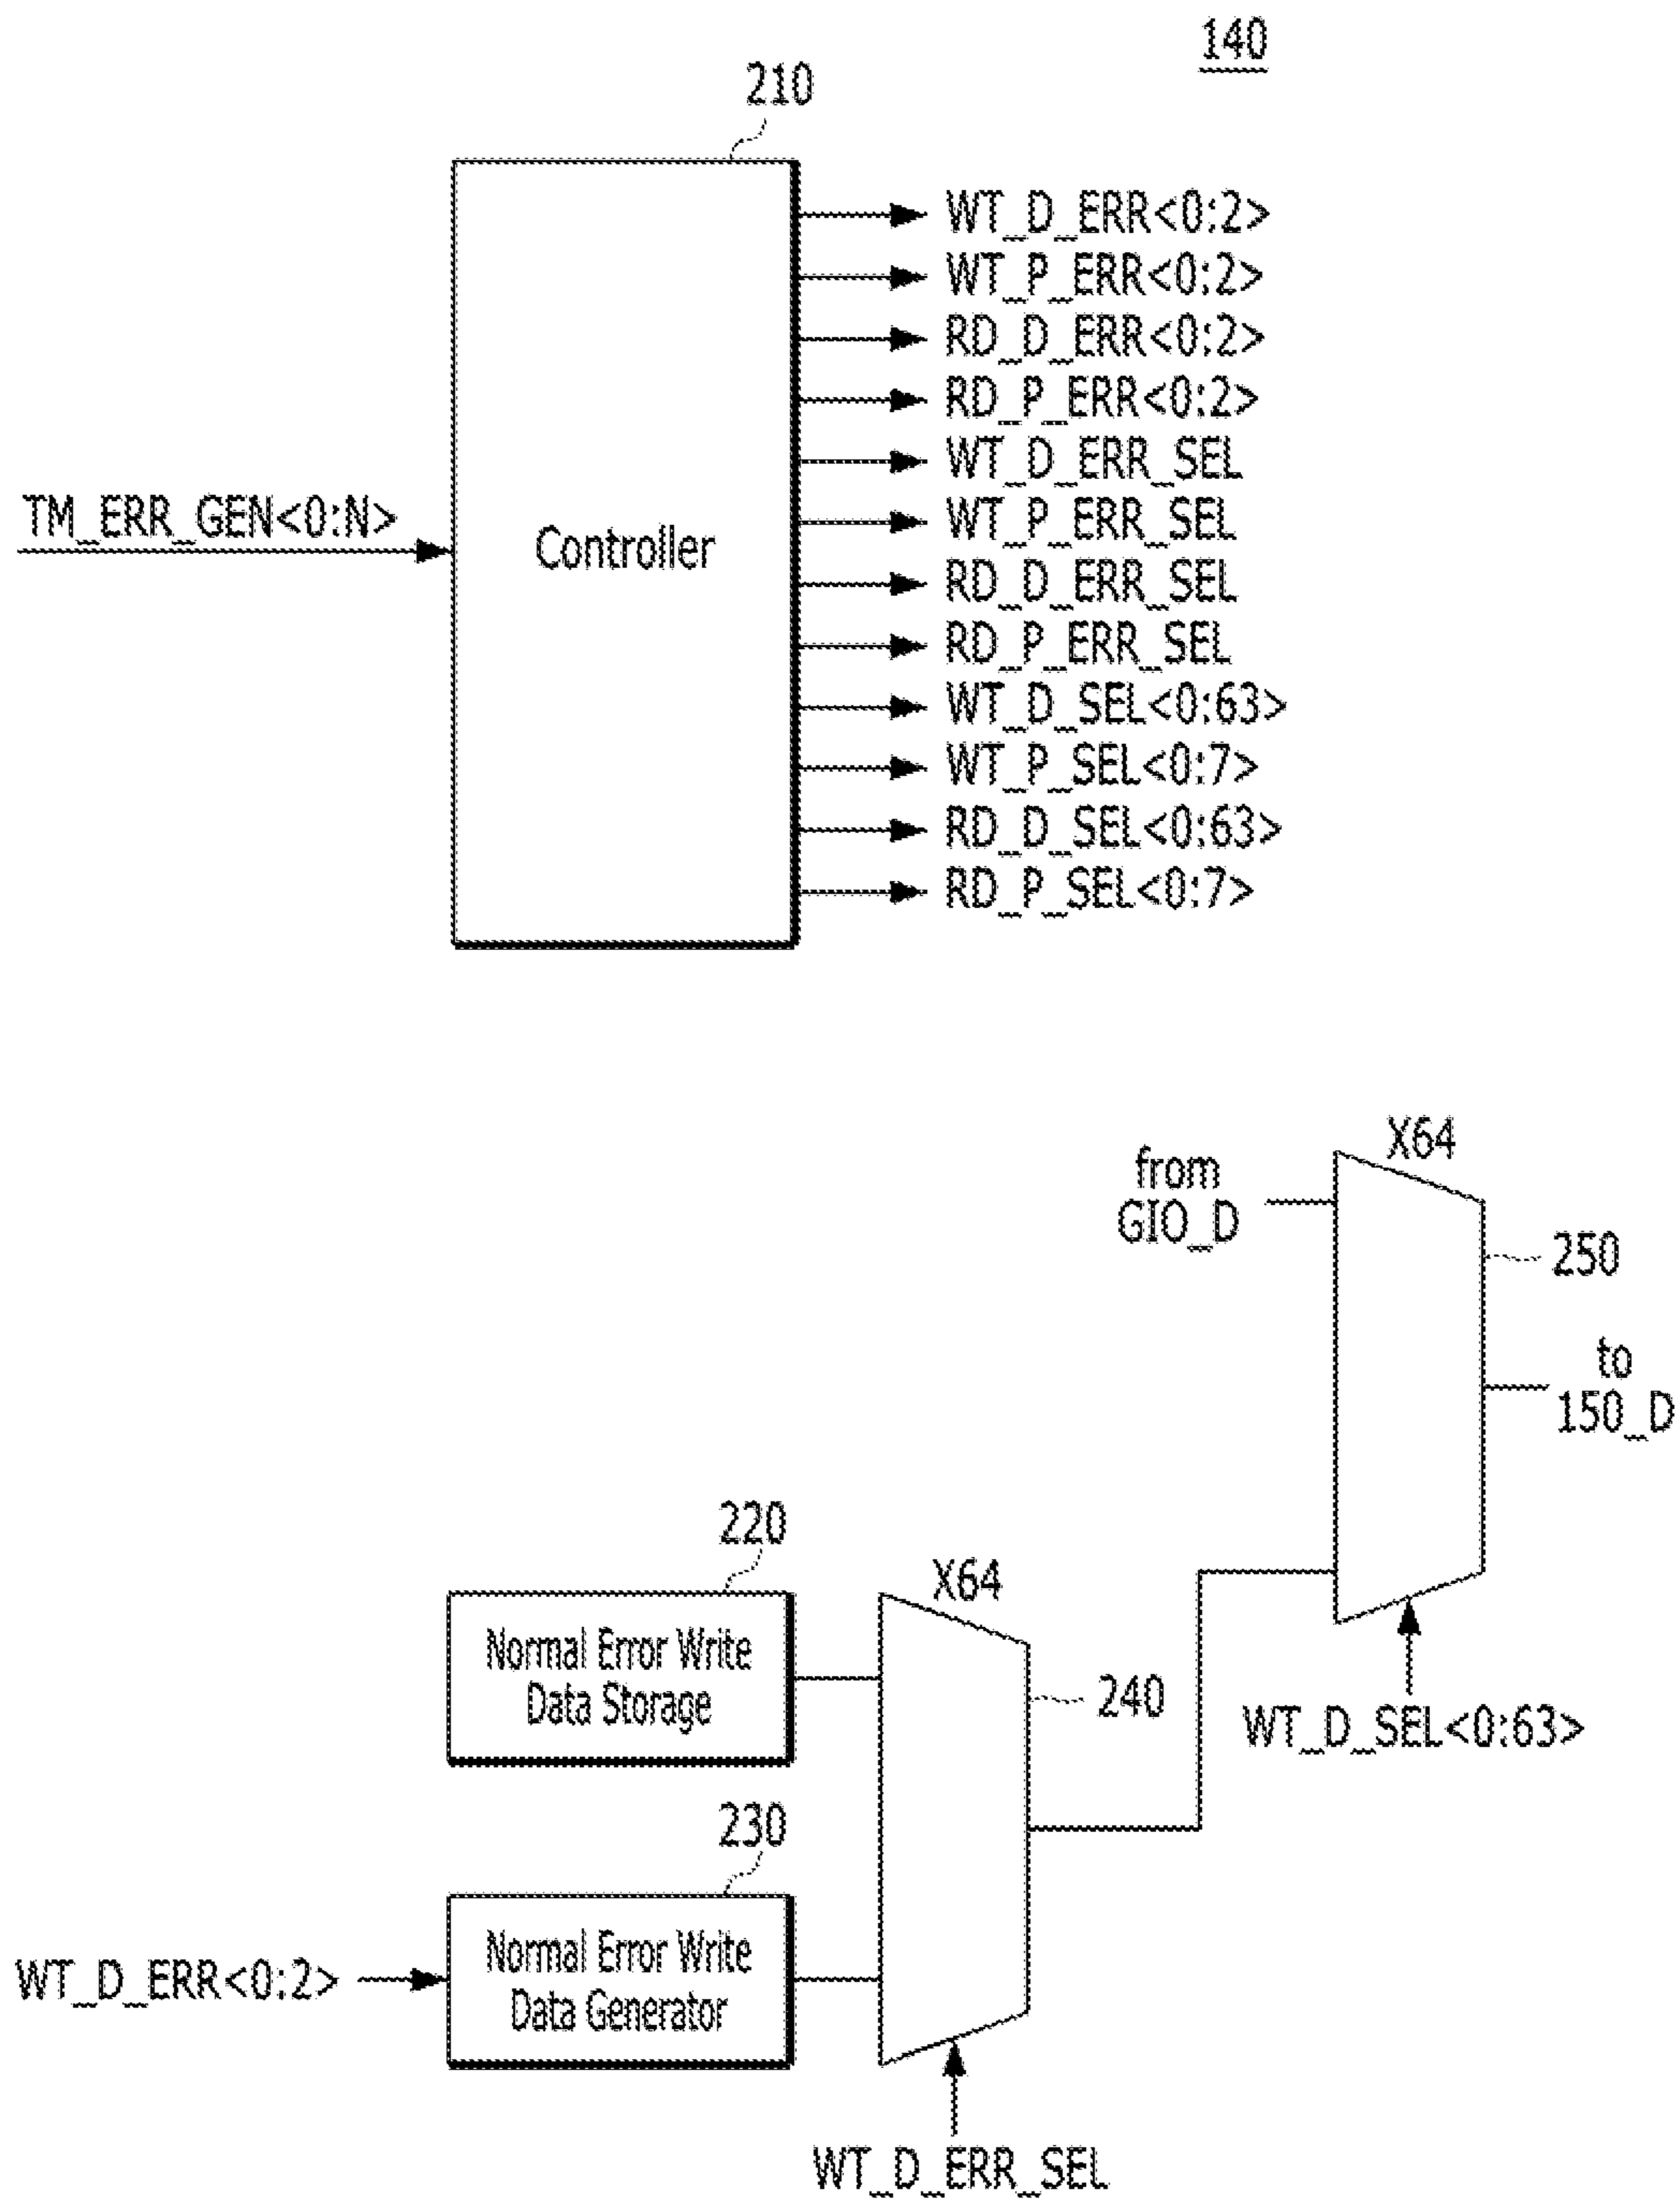 140
210
TM_ERR_GEN<0:N>
Controller
WT_D_ERR<0:2>
WT_P_ERR<0:2>
RD_D_ERR<0:2>
RD_P_ERR<0:2>
WT_D_ERR_SEL
WT_P_ERR_SEL
RD_D_ERR_SEL
RD_P_ERR_SEL
WT_D_SEL<0:63>
WT_P_SEL<0:7>
RD_D_SEL<0:63>
RD_P_SEL<0:7>
X64
from
GIO_D
250
to
150_D
WT_D_SEL<0:63>
220
Normal Error Write
Data Storage
X64
240
230
WT_D_ERR<0:2>
Normal Error Write
Data Generator
WT_D_ERR_SEL